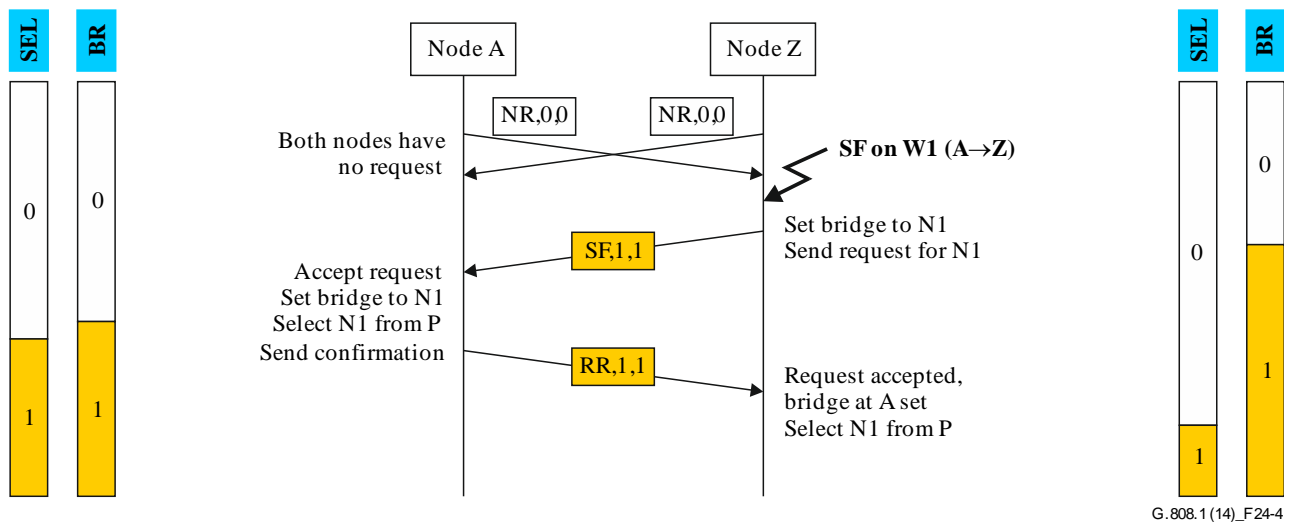 SEL
BR
Node A
Node Z
SEL
BR
NR,0,0
NR,0,0
Both nodes have
no request
SF on W1 (A→Z)
0
0
0
0
Set bridge to N1
Send request for N1
SF,1,1
Accept request
Set bridge to N1
Select N1 from P
Send confirmation
RR,1,1
Request accepted,
bridge at A set
Select N1 from P
1
1
1
1
G.808.1(14)_F24-4